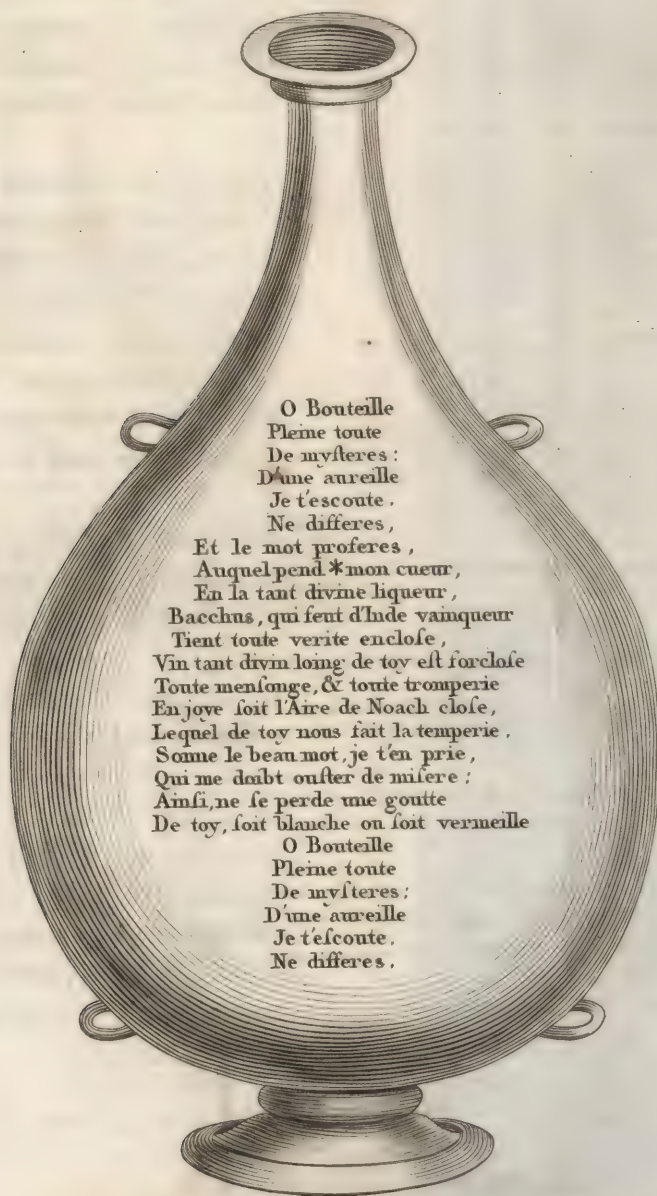 O Bouteille
Pleine toute
De myſteres :
D'une aureille
Je t'escoute .
Ne differes ,
Et le mot proferes ,
Auquel pend * mon cueur ,
En la tant divine liqueur ,
Bacchus , qui feut d'Inde vainqueur
Tient toute verite encloſe ,
Vin tant divin loing de toy eſt forcloſe
Toute menſonge , & toute tromperie
En joye ſoit l'Aire de Noach cloſe ,
Lequel de toy nous fait la temperie .
Sonne le beau mot , je t'en prie ,
Qui me doibt ouſter de miſere :
Ainſi , ne ſe perde une goutte
De toy , ſoit blanche ou ſoit vermeille
O Bouteille
Pleine toute
De myſteres :
D'une aureille
Je t'eſcoute .
Ne differes .